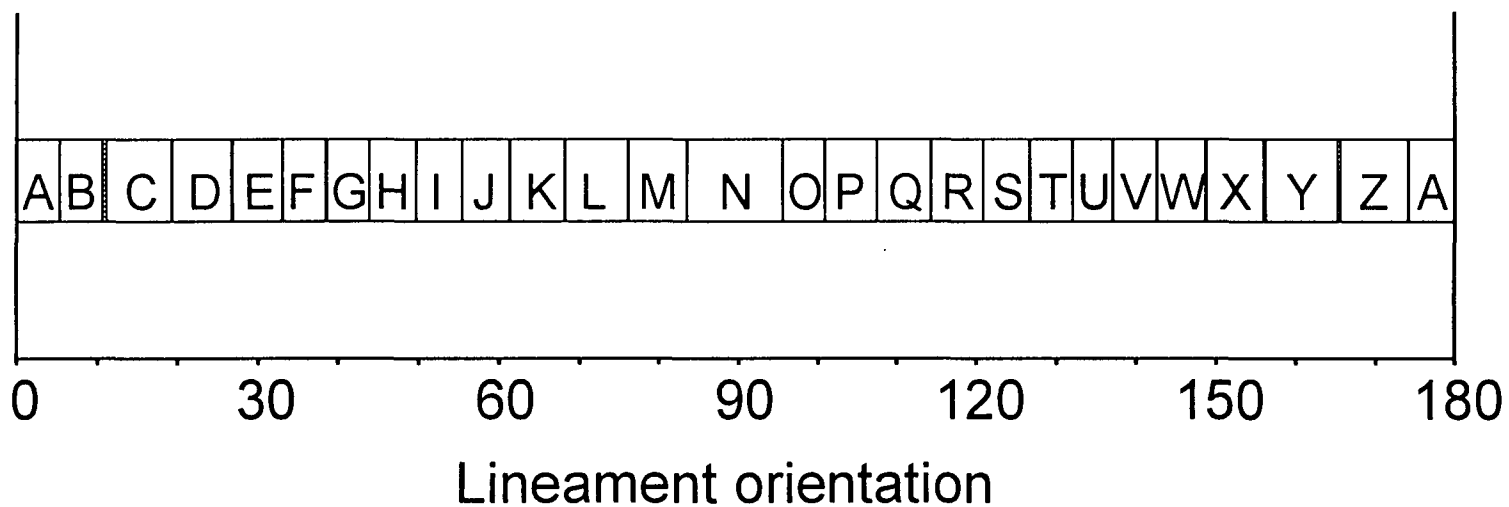 A B C D E F G H I J K L M N O P Q R S T U V W X Y Z A
0 30 60 90 120 150 180
Lineament orientation